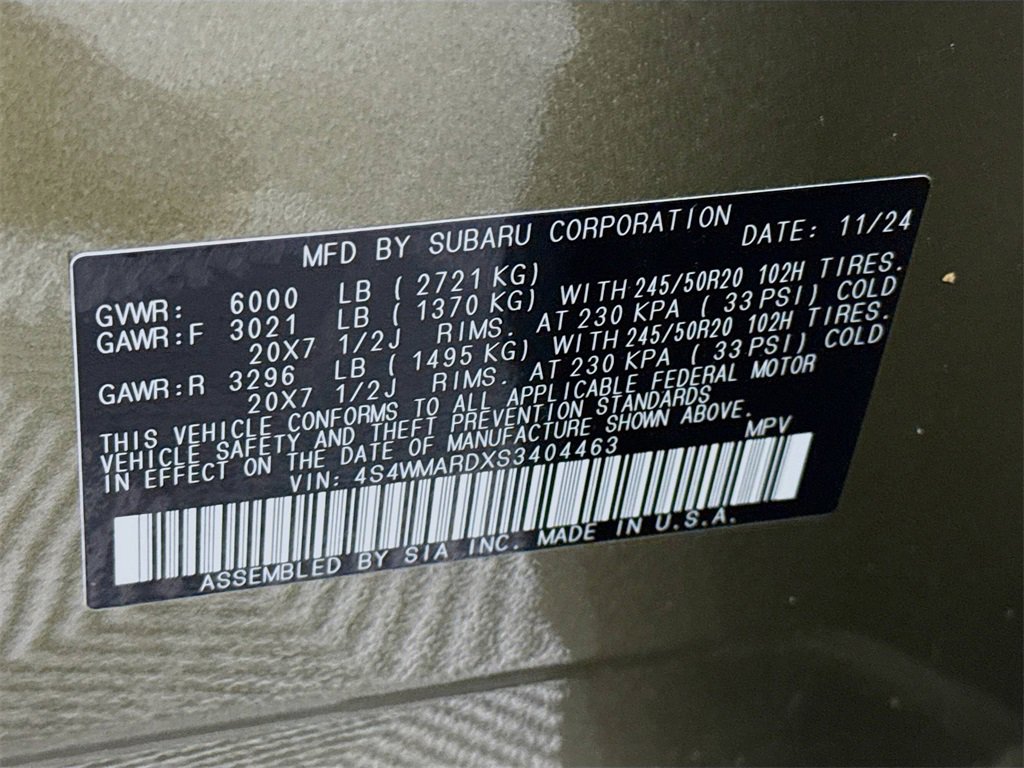 MFD BY SUBARU CORPORATION DATE: 11/24
GVWR: 6000 LB ( 2721 KG)
GAWR:F 3021 LB ( 1370 KG) WITH 245/50R20 102H TIRES.
20X7 1/2J RIMS. AT 230 KPA ( 33 PSI) COLD
GAWR:R 3296 LB ( 1495 KG) WITH 245/50R20 102H TIRES.
20X7 1/2J RIMS. AT 230 KPA ( 33 PSI) COLD
THIS VEHICLE CONFORMS TO ALL APPLICABLE FEDERAL MOTOR
VEHICLE SAFETY AND THEFT PREVENTION STANDARDS
IN EFFECT ON THE DATE OF MANUFACTURE SHOWN ABOVE.
VIN: 4S4WMARDXS3404463 MPV
ASSEMBLED BY SIA INC. MADE IN U.S.A.